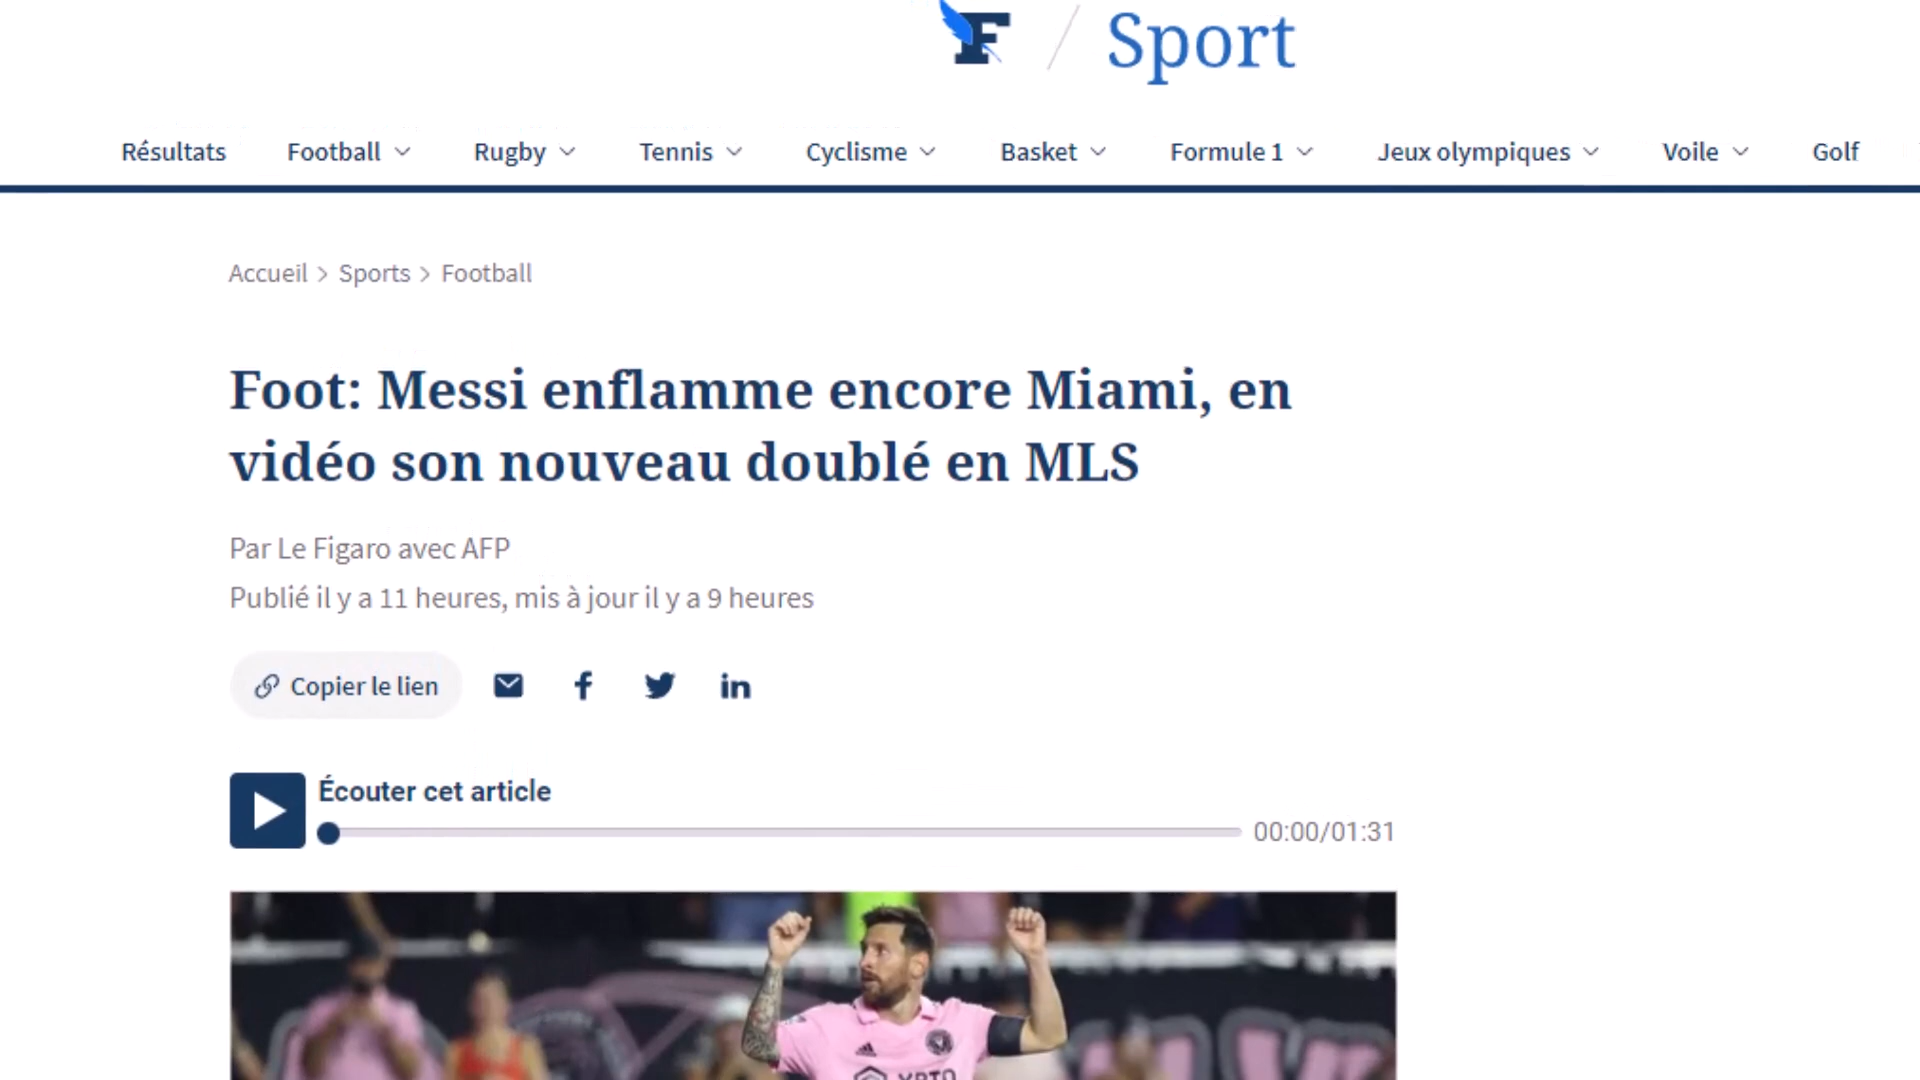 F / Sport
Résultats Football Rugby Tennis Cyclisme Basket Formule 1 Jeux olympiques Voile Golf
Accueil > Sports > Football
Foot: Messi enflamme encore Miami, en
vidéo son nouveau doublé en MLS
Par Le Figaro avec AFP
Publié il y a 11 heures, mis à jour il y a 9 heures
Copier le lien
Écouter cet article
00:00/01:31